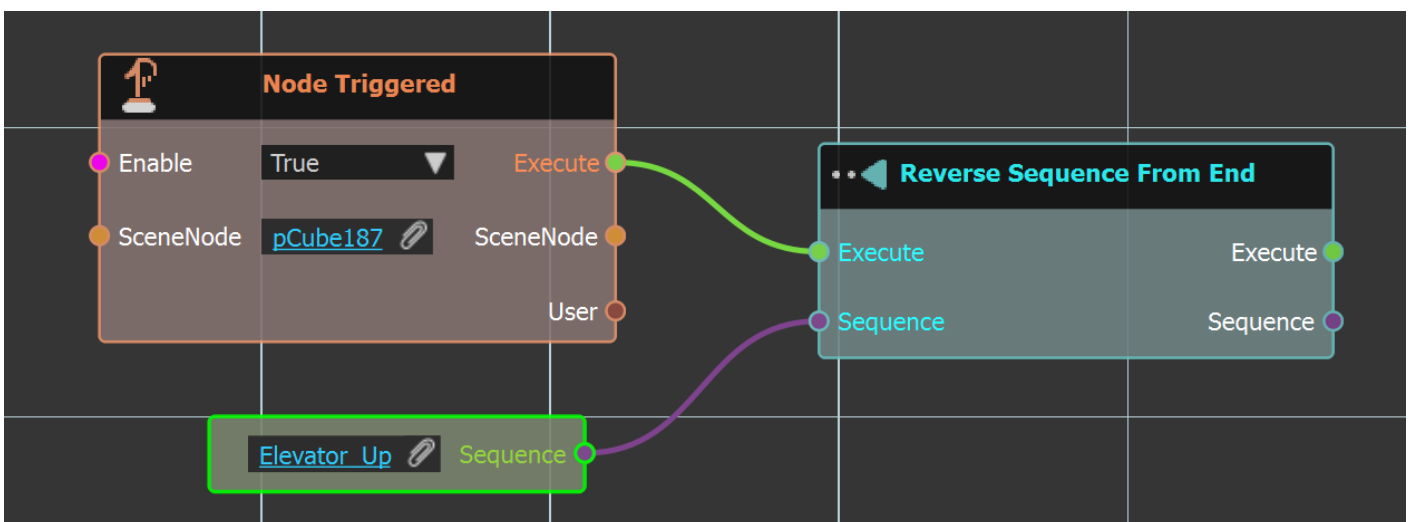 Node Triggered
Enable True Execute
SceneNode pCube187 SceneNode
User
Reverse Sequence From End
Execute Execute
Sequence Sequence
Elevator_Up Sequence